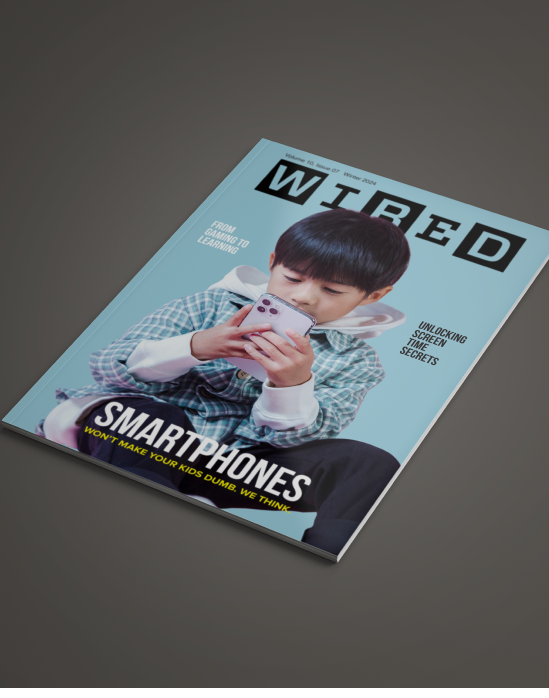 Volume 10, Issue 07 Winter 2024
WIRED
FROM
GAMING TO
LEARNING
UNLOCKING
SCREEN
TIME
SECRETS
SMARTPHONES
WON'T MAKE YOUR KIDS DUMB. WE THINK.